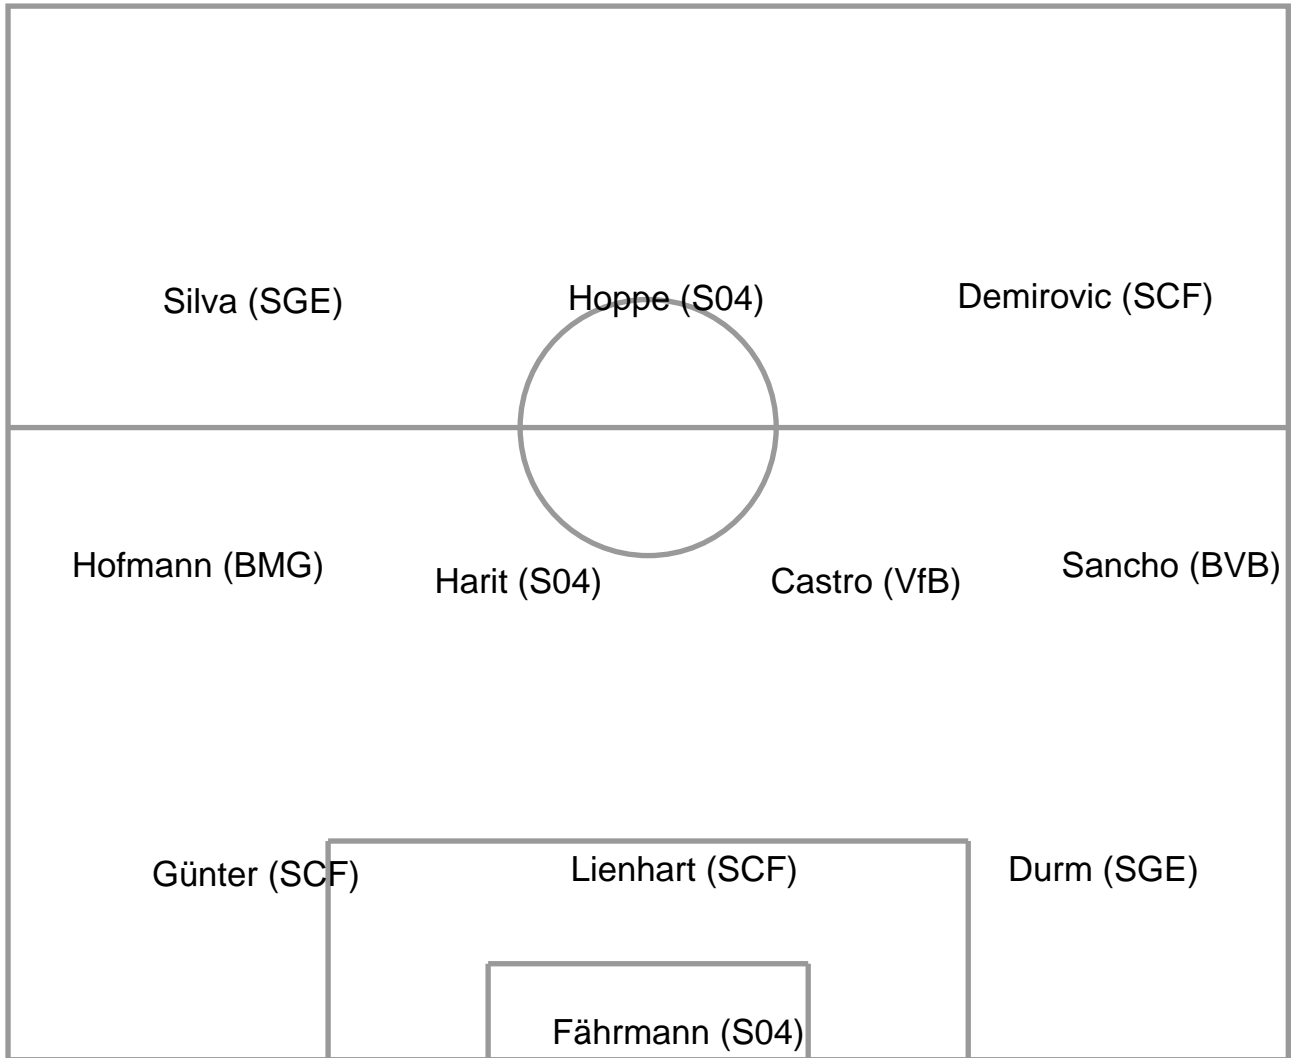 Silva (SGE)
Hoppe (S04)
Demirovic (SCF)
Hofmann (BMG)
Harit (S04)
Castro (VfB)
Sancho (BVB)
Günter (SCF)
Lienhart (SCF)
Durm (SGE)
Fährmann (S04)